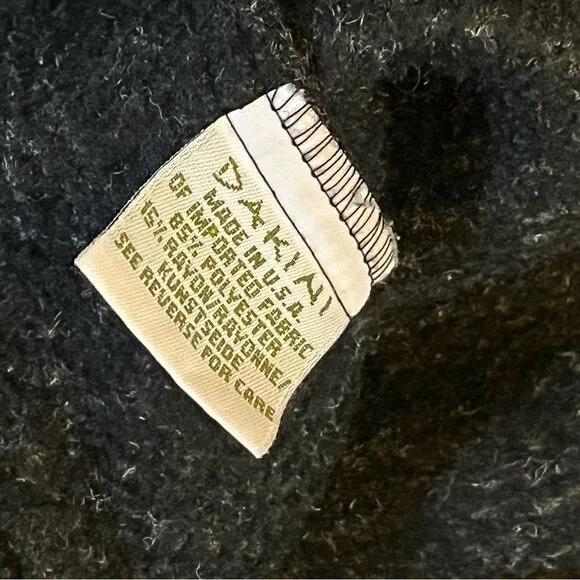 DAKINI
MADE IN U.S.A.
OF IMPORTED FABRIC
85% POLYESTER
15% RAYON/RAYONNE/
KUNSTSEIDE
SEE REVERSE FOR CARE